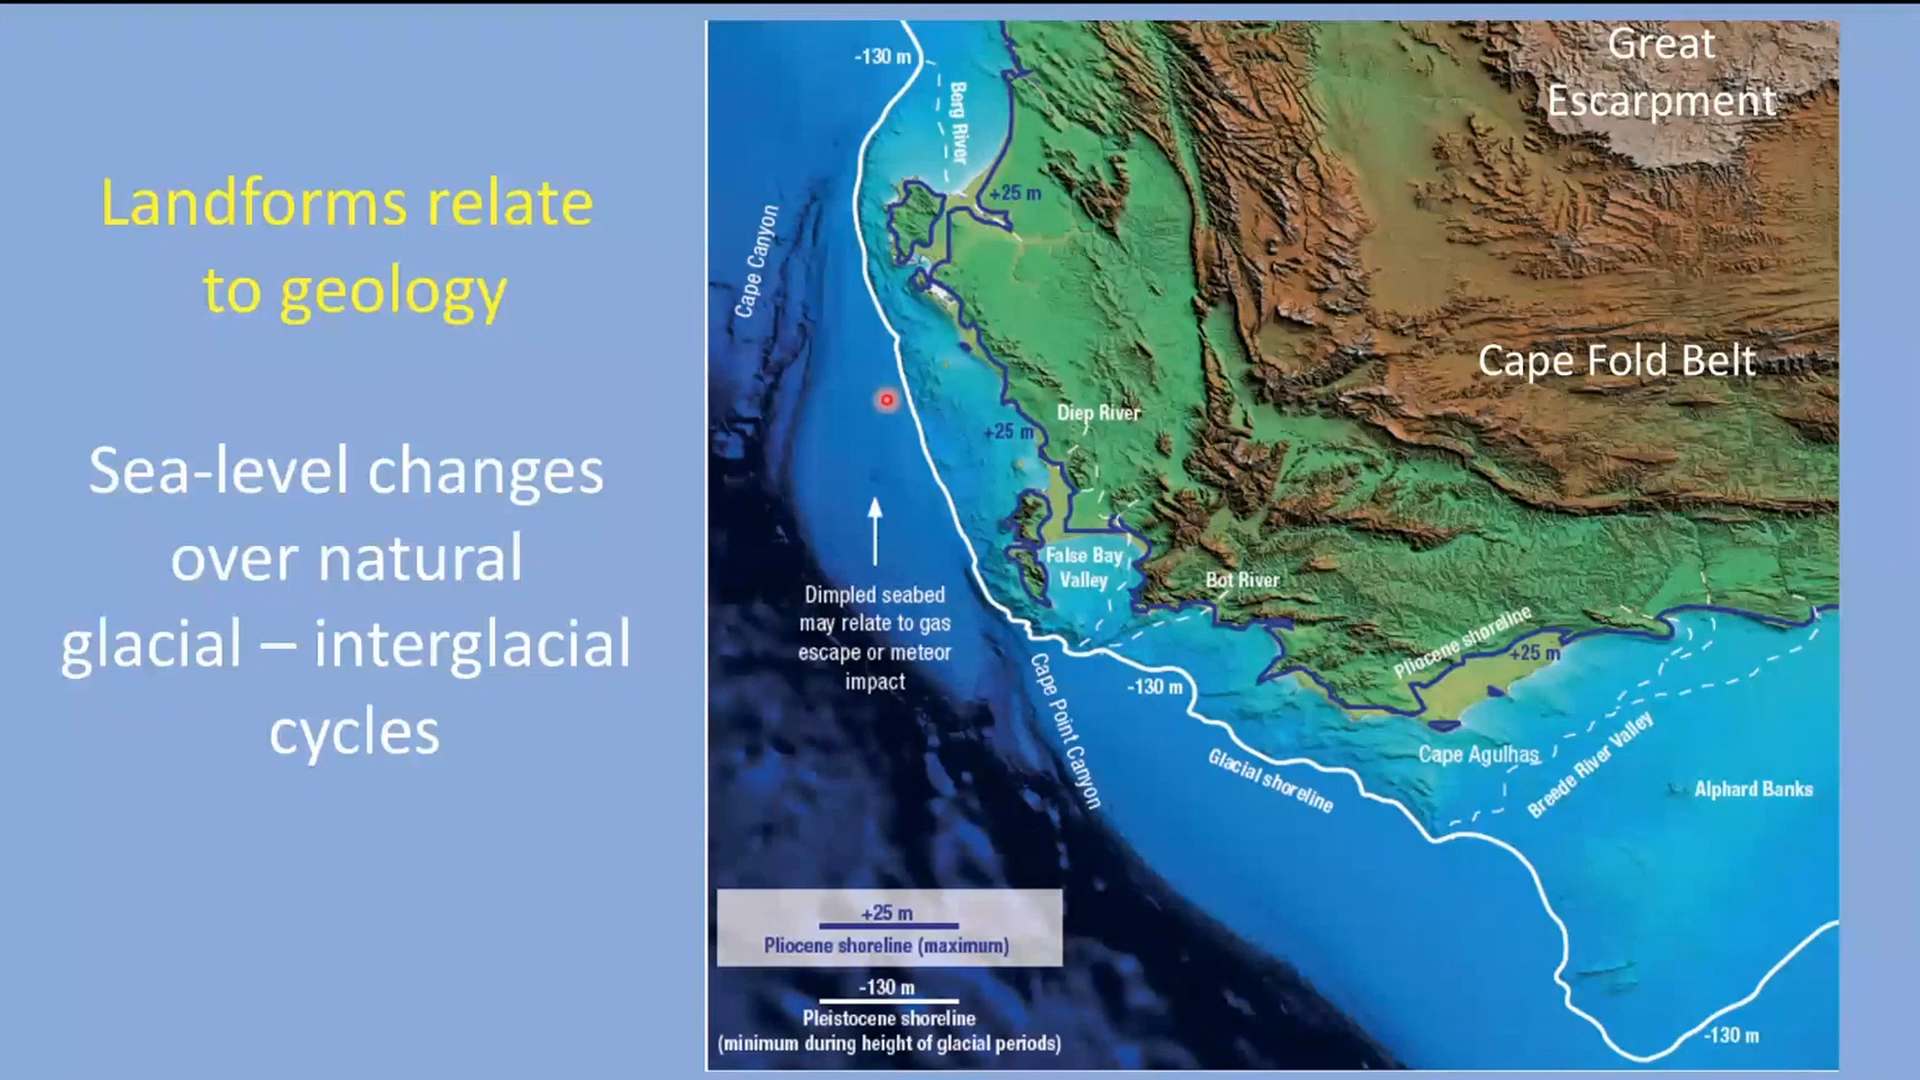 Landforms relate
to geology
Sea-level changes
over natural
glacial – interglacial
cycles
-130 m
Berg River
Great
Escarpment
+25 m
Cape Canyon
Cape Fold Belt
Diep River
+25 m
False Bay
Valley
Bot River
Dimpled seabed
may relate to gas
escape or meteor
impact
Pliocene shoreline
+25 m
Cape Point Canyon
-130 m
Glacial shoreline
Cape Agulhas
Breede River Valley
Alphard Banks
+25 m
Pliocene shoreline (maximum)
-130 m
Pleistocene shoreline
(minimum during height of glacial periods)
-130 m